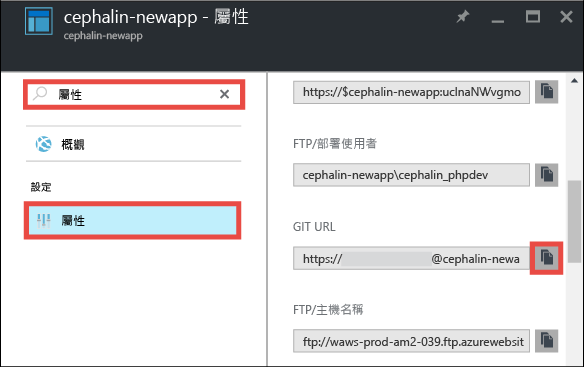 cephalin-newapp - 屬性
cephalin-newapp
屬性
概觀
設定
屬性
https://$cephalin-newapp:uclnaNWvgmo
FTP/部署使用者
cephalin-newapp\cephalin_phpdev
GIT URL
https:// @cephalin-newa
FTP/主機名稱
ftp://waws-prod-am2-039.ftp.azurewebsit